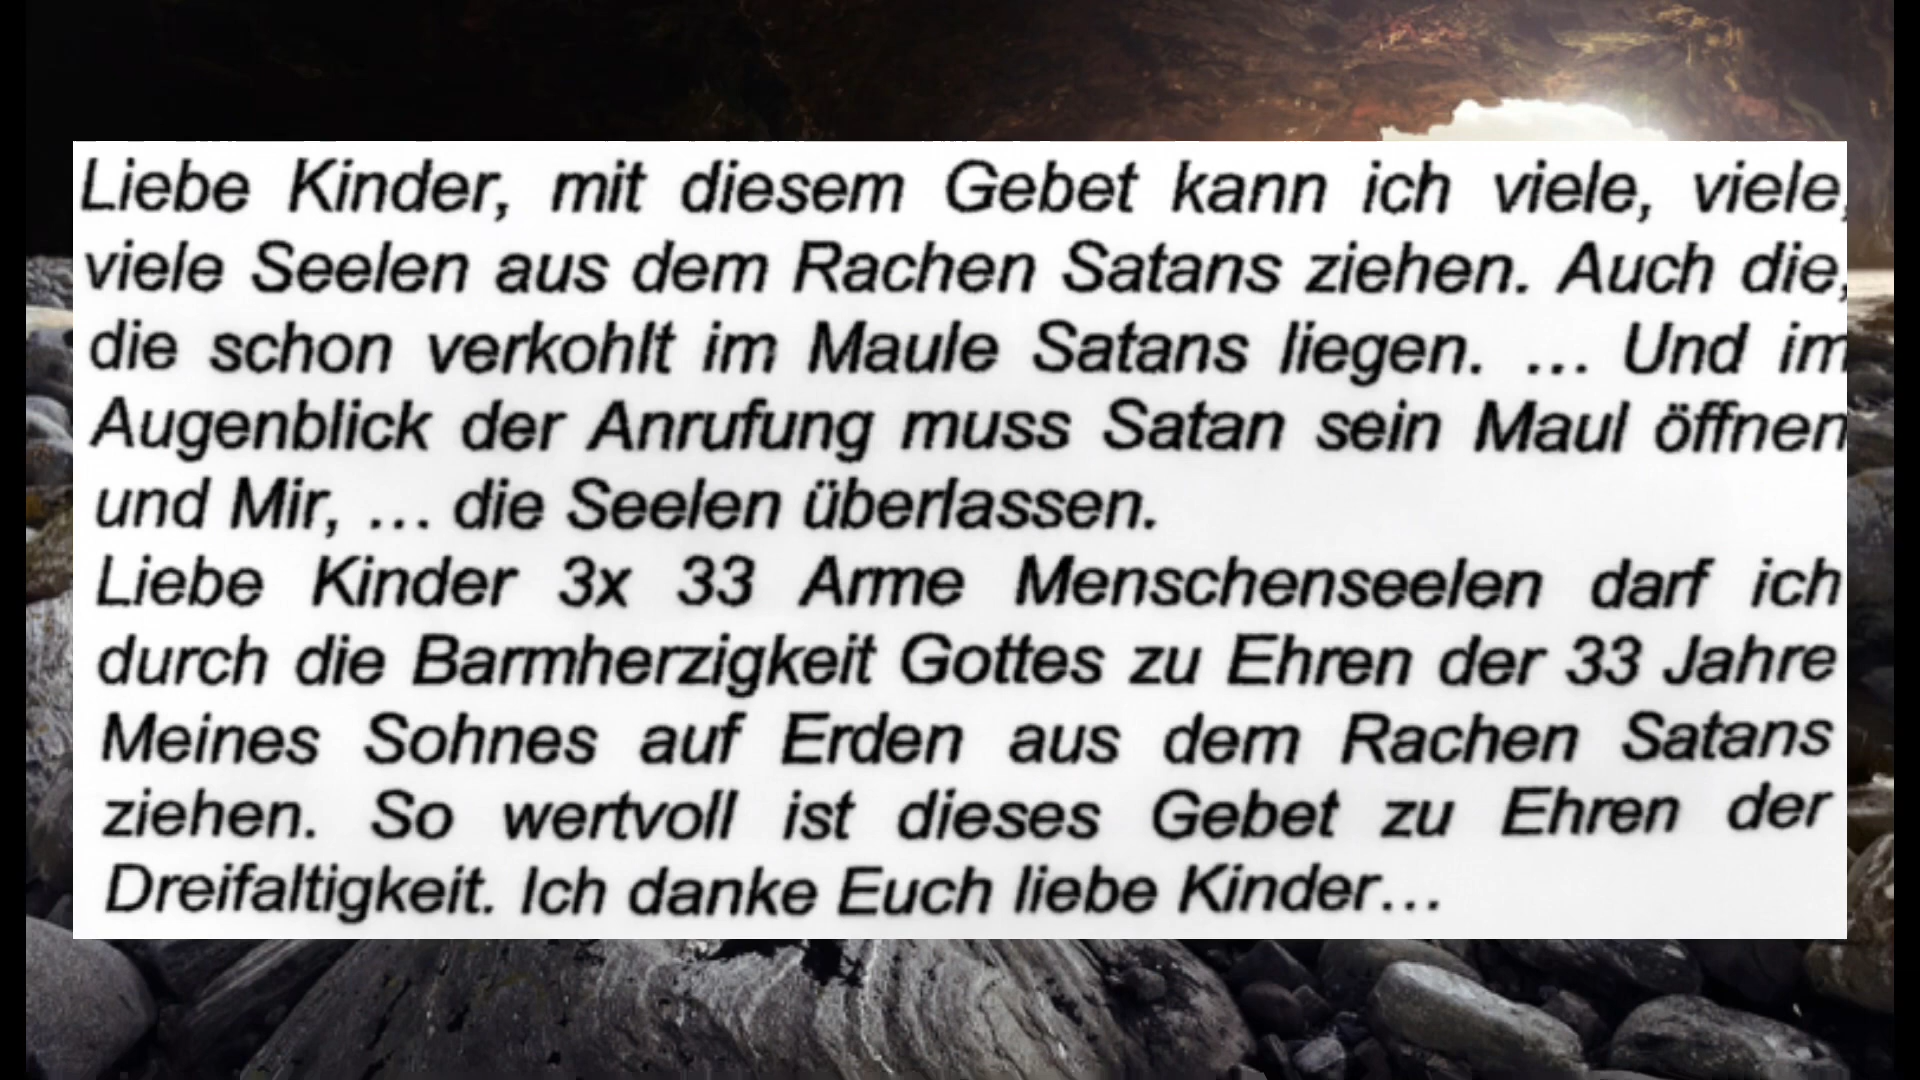 Liebe Kinder, mit diesem Gebet kann ich viele, viele,
viele Seelen aus dem Rachen Satans ziehen. Auch die,
die schon verkohlt im Maule Satans liegen. … Und im
Augenblick der Anrufung muss Satan sein Maul öffnen
und Mir, … die Seelen überlassen.
Liebe Kinder 3x 33 Arme Menschenseelen darf ich
durch die Barmherzigkeit Gottes zu Ehren der 33 Jahre
Meines Sohnes auf Erden aus dem Rachen Satans
ziehen. So wertvoll ist dieses Gebet zu Ehren der
Dreifaltigkeit. Ich danke Euch liebe Kinder…